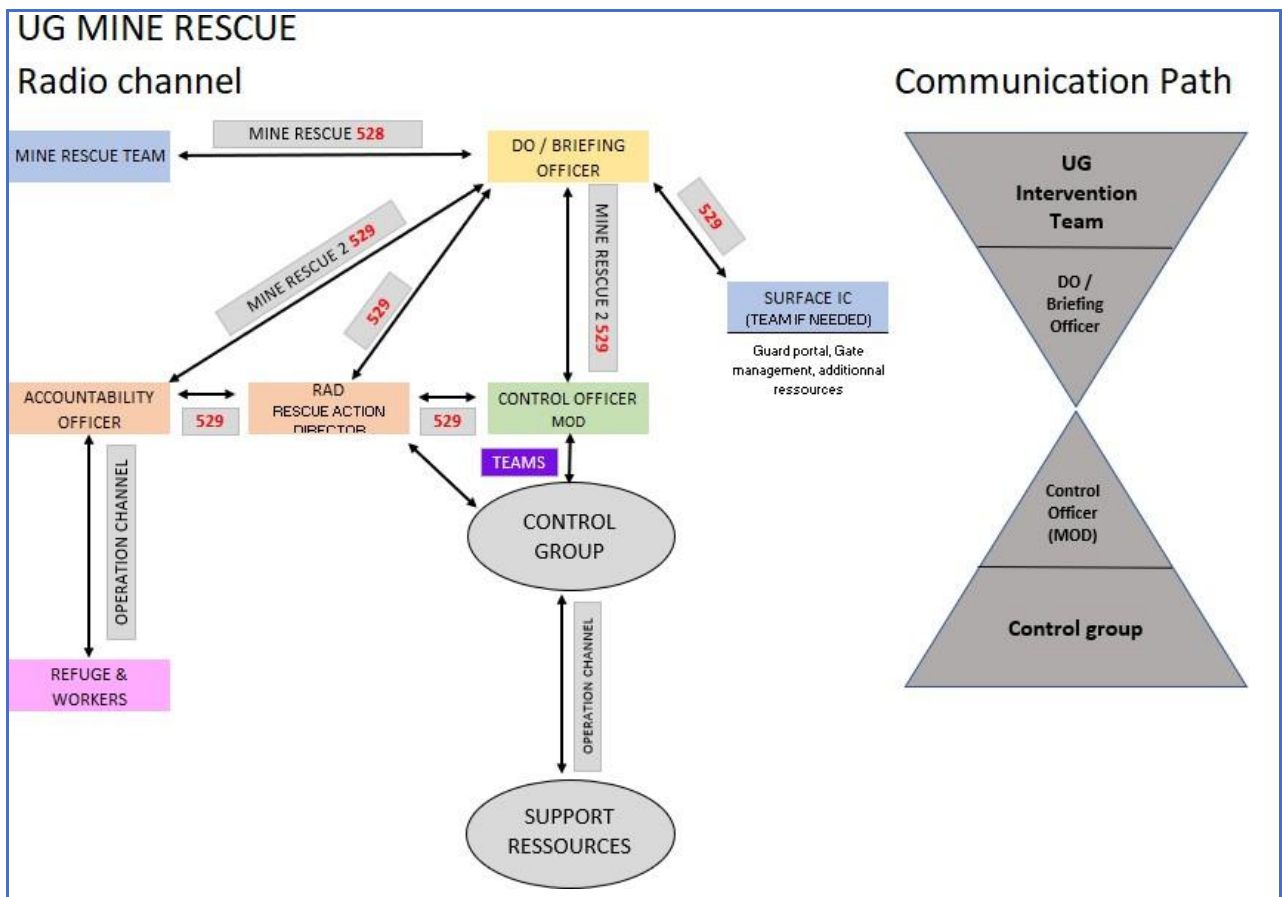 UG MINE RESCUE
Radio channel
Communication Path
MINE RESCUE TEAM
MINE RESCUE 528
DO / BRIEFING
OFFICER
MINE RESCUE 2 529
529
MINE RESCUE 2 529
529
SURFACE IC
(TEAM IF NEEDED)
Guard portal, Gate
management, additionnal
ressources
ACCOUNTABILITY
OFFICER
529
RAD
RESCUE ACTION
DIRECTOR
529
CONTROL OFFICER
MOD
TEAMS
OPERATION CHANNEL
CONTROL
GROUP
REFUGE &
WORKERS
OPERATION CHANNEL
SUPPORT
RESSOURCES
UG
Intervention
Team
DO /
Briefing
Officer
Control
Officer
(MOD)
Control group